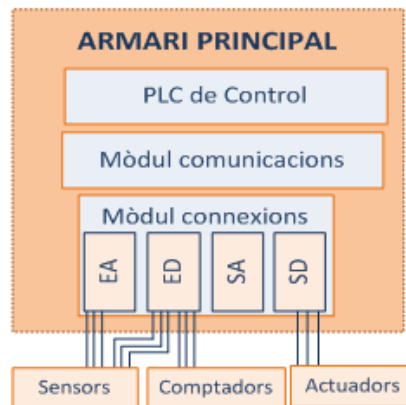 ARMARI PRINCIPAL
PLC de Control
Mòdul comunicacions
Mòdul connexions
EA
ED
SA
SD
Sensors
Comptadors
Actuadors